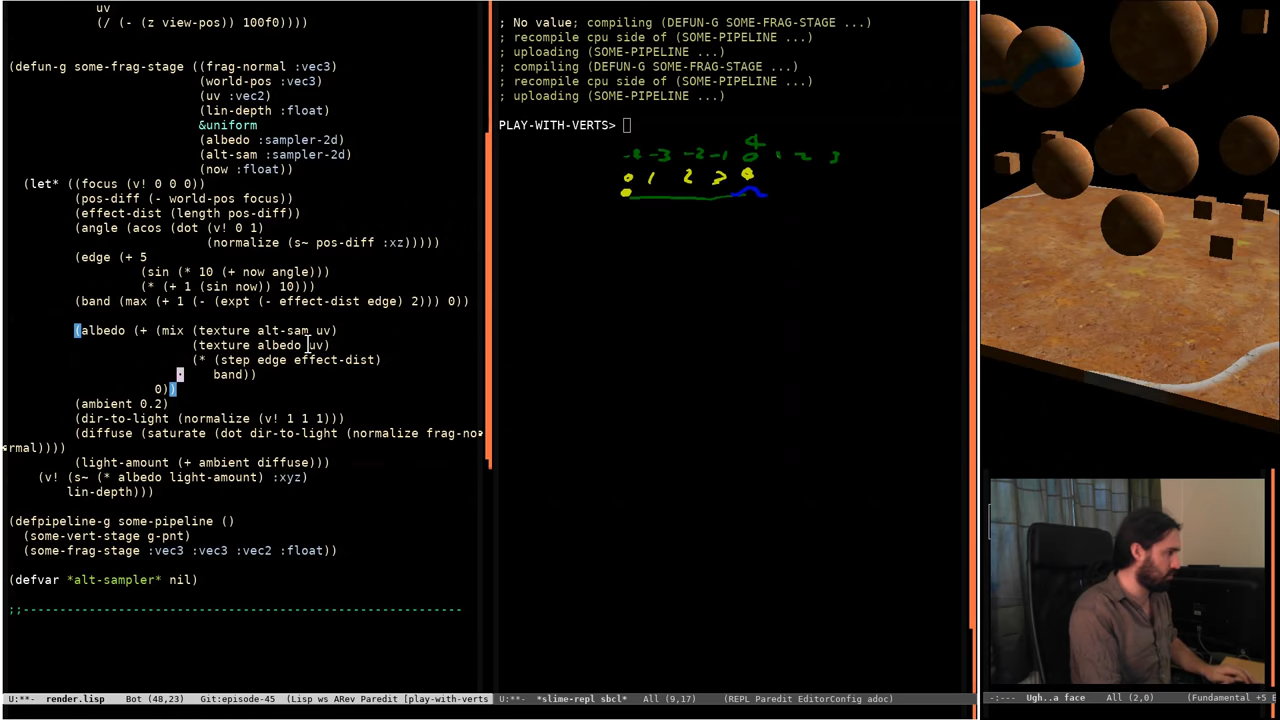 uv
(/ (- (z view-pos)) 100f0))))
(defun-g some-frag-stage ((frag-normal :vec3)
(world-pos :vec3)
(uv :vec2)
(lin-depth :float)
&uniform
(albedo :sampler-2d)
(alt-sam :sampler-2d)
(now :float))
(let* ((focus (v! 0 0 0))
(pos-diff (- world-pos focus))
(effect-dist (length pos-diff))
(angle (acos (dot (v! 0 1)
(normalize (s~ pos-diff :xz)))))
(edge (+ 5
(sin (* 10 (+ now angle)))
(* (+ 1 (sin now)) 10)))
(band (max (+ 1 (- (expt (- effect-dist edge) 2))) 0))
(albedo (+ (mix (texture alt-sam uv)
(texture albedo uv)
(* (step edge effect-dist)
band))
0))
(ambient 0.2)
(dir-to-light (normalize (v! 1 1 1)))
(diffuse (saturate (dot dir-to-light (normalize frag-no
rmal))))
(light-amount (+ ambient diffuse)))
(v! (s~ (* albedo light-amount) :xyz)
lin-depth)))
(defpipeline-g some-pipeline ()
(some-vert-stage g-pnt)
(some-frag-stage :vec3 :vec3 :vec2 :float))
(defvar *alt-sampler* nil)
;;----------------------------------------------------------
U:**- render.lisp Bot (48,23) Git:episode-45 (Lisp ws ARev Paredit [play-with-verts
; No value; compiling (DEFUN-G SOME-FRAG-STAGE ...)
; recompile cpu side of (SOME-PIPELINE ...)
; uploading (SOME-PIPELINE ...)
; compiling (DEFUN-G SOME-FRAG-STAGE ...)
; recompile cpu side of (SOME-PIPELINE ...)
; uploading (SOME-PIPELINE ...)
PLAY-WITH-VERTS>
4
-3 -2 -1 0 1 2 3
0 1 2 3
U:**- *slime-repl sbcl* All (9,17) (REPL Paredit EditorConfig adoc)
-:--- Ugh..a face All (2,0) (Fundamental +5 F